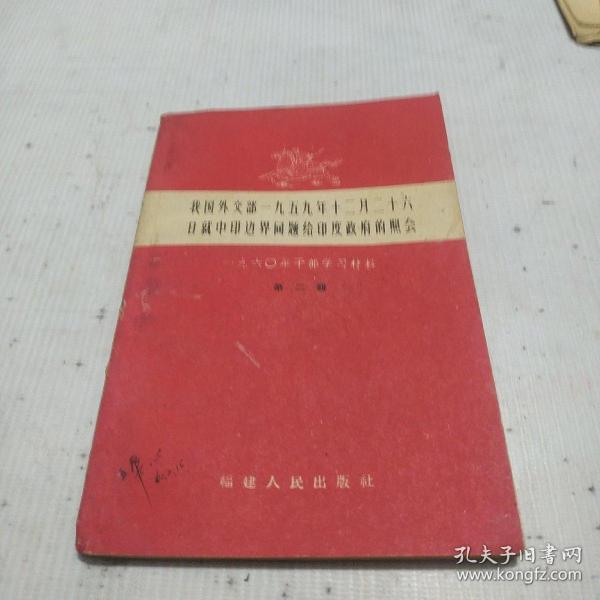 我国外交部一九五九年十二月二十六
日就中印边界问题给印度政府的照会
一九六〇年干部学习材料
第二辑
福建人民出版社
孔夫子旧书网
www.kongfz.com